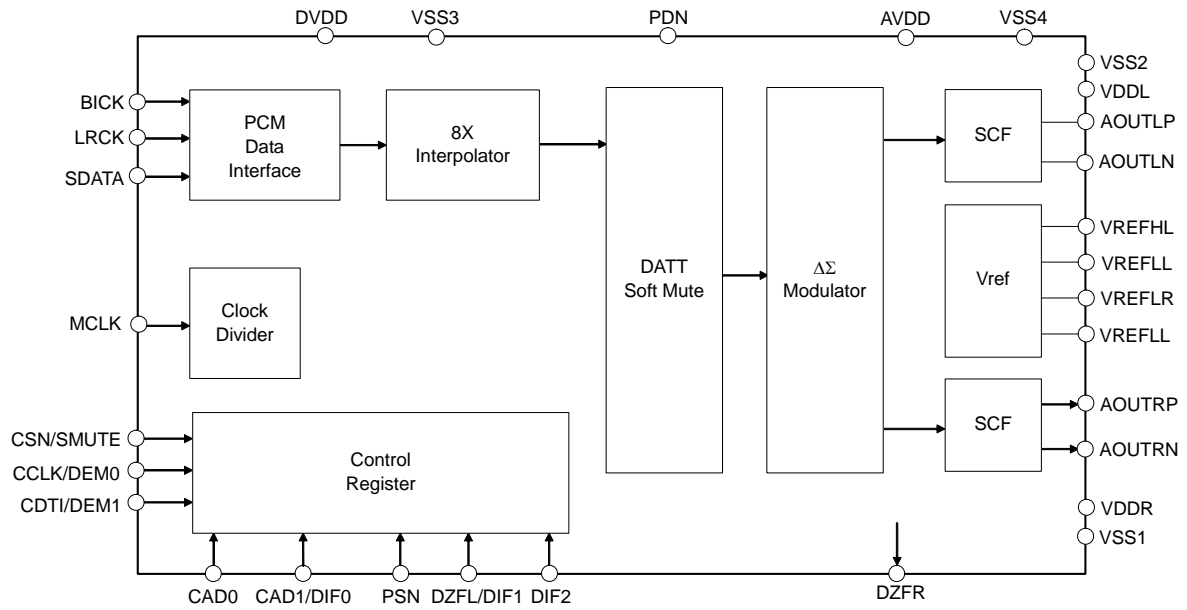 DVDD
VSS3
PDN
AVDD
VSS4
VSS2
VDDL
BICK
LRCK
SDATA
PCM
Data
Interface
8X
Interpolator
DATT
Soft Mute
ΔΣ
Modulator
SCF
AOUTLP
AOUTLN
Vref
VREFHL
VREFLL
VREFLR
VREFLL
MCLK
Clock
Divider
SCF
AOUTRP
AOUTRN
CSN/SMUTE
CCLK/DEM0
CDTI/DEM1
Control
Register
VDDR
VSS1
CAD0
CAD1/DIF0
PSN
DZFL/DIF1
DIF2
DZFR